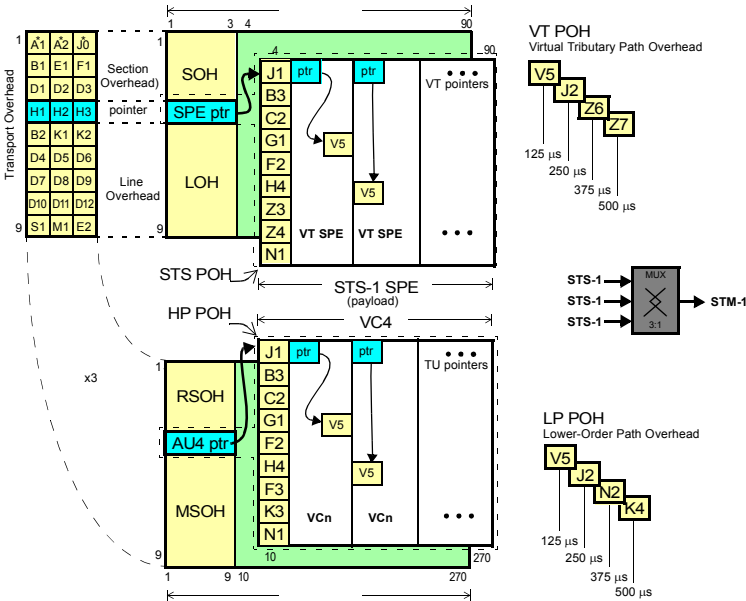 1 3 4 90
1 A1* A2* J0*
B1 E1 F1
D1 D2 D3
H1 H2 H3
B2 K1 K2
D4 D5 D6
D7 D8 D9
D10 D11 D12
9 S1 M1 E2
Transport Overhead
Section
Overhead)
pointer
Line
Overhead
1
SOH
SPE ptr
LOH
9
4 90
J1 ptr ptr
VT pointers
B3
C2
G1 V5
F2
H4 V5
Z3
Z4 VT SPE VT SPE
N1
STS POH
STS-1 SPE
(payload)
VT POH
Virtual Tributary Path Overhead
V5
J2
Z6
Z7
125 µs
250 µs
375 µs
500 µs
STS-1
STS-1
STS-1
MUX
3:1
STM-1
HP POH
VC4
x3
1
RSOH
AU4 ptr
MSOH
9
J1 ptr ptr
TU pointers
B3
C2
G1 V5
F2
H4 V5
F3
K3 VCn VCn
N1
10 270
1 9 10 270
LP POH
Lower-Order Path Overhead
V5
J2
N2
K4
125 µs
250 µs
375 µs
500 µs